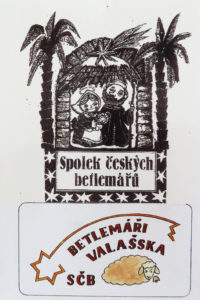 Spolek českých
betlemářů
BETLEMÁŘI
VALAŠSKA
SČB